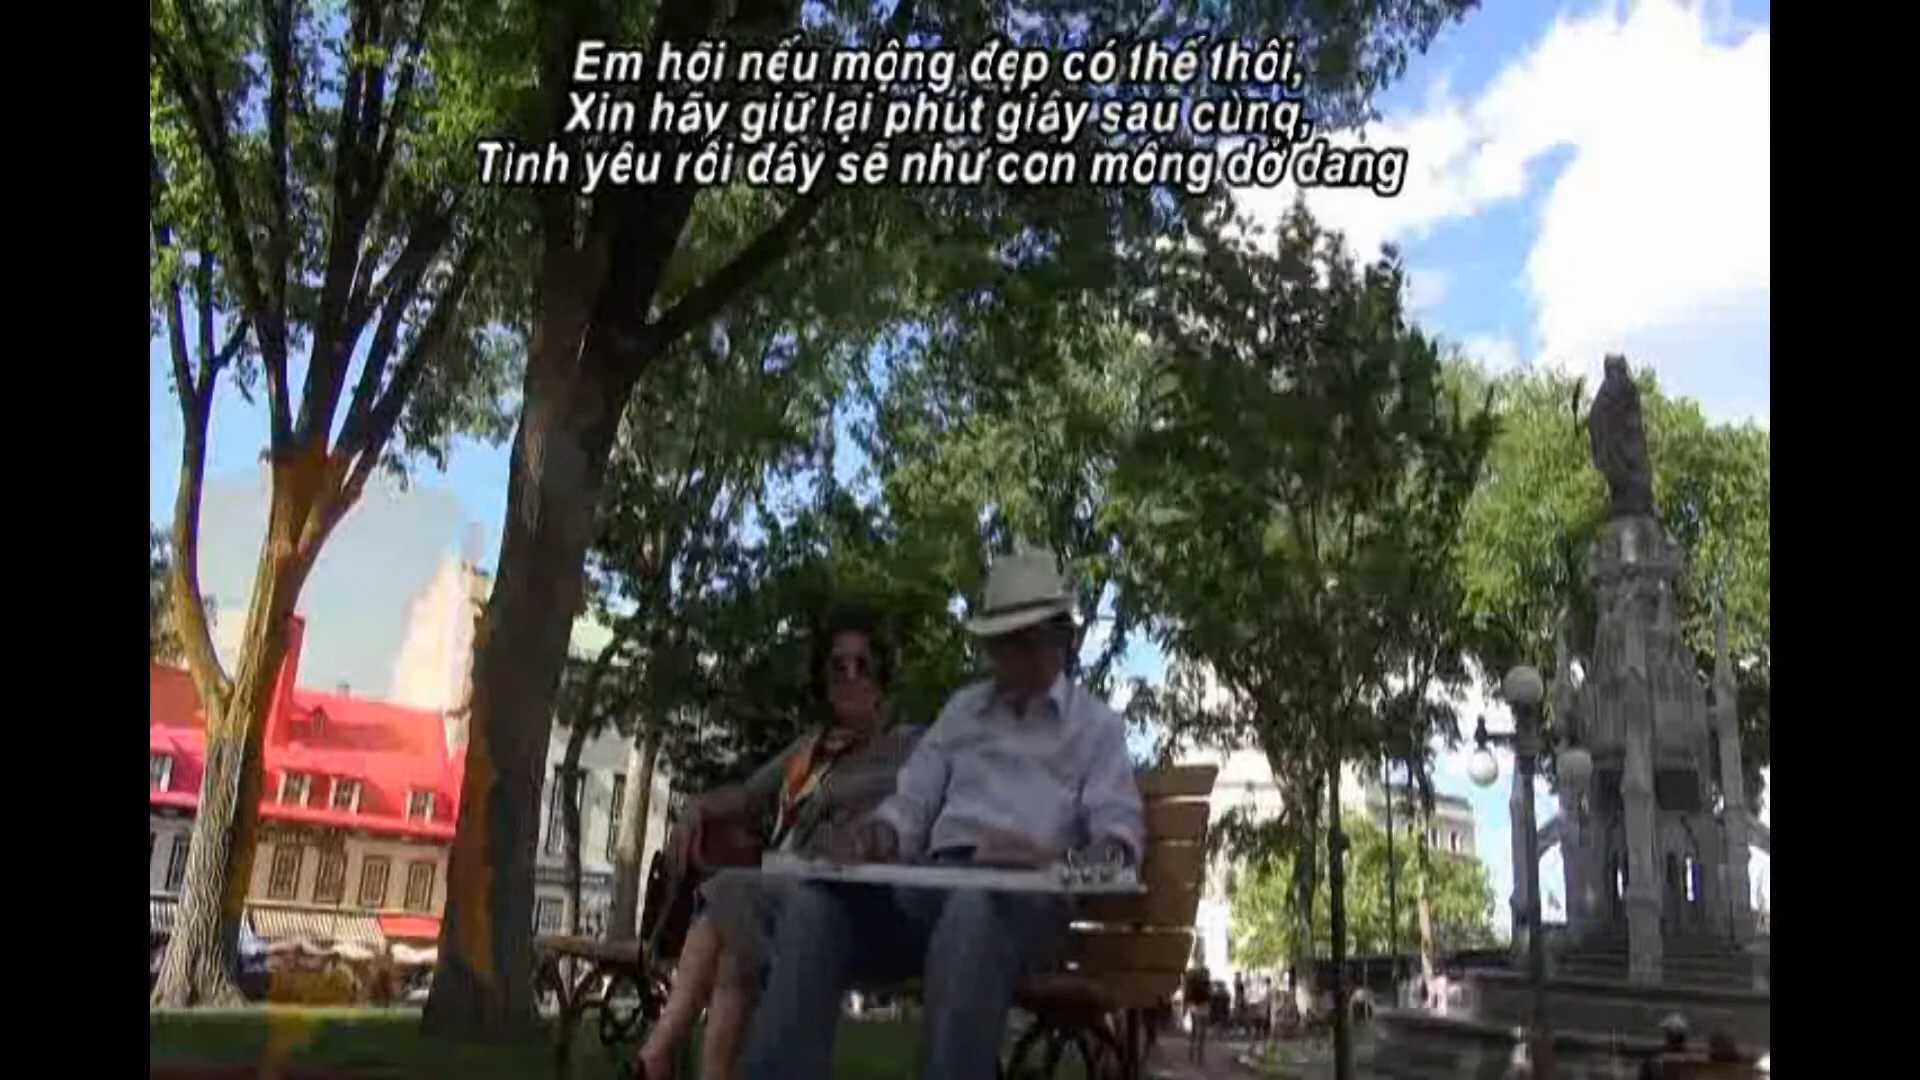 Em hỡi nếu mộng đẹp có thế thôi,
Xin hãy giữ lại phút giây sau cùng,
Tình yêu rồi đây sẽ như con mộng dở dang